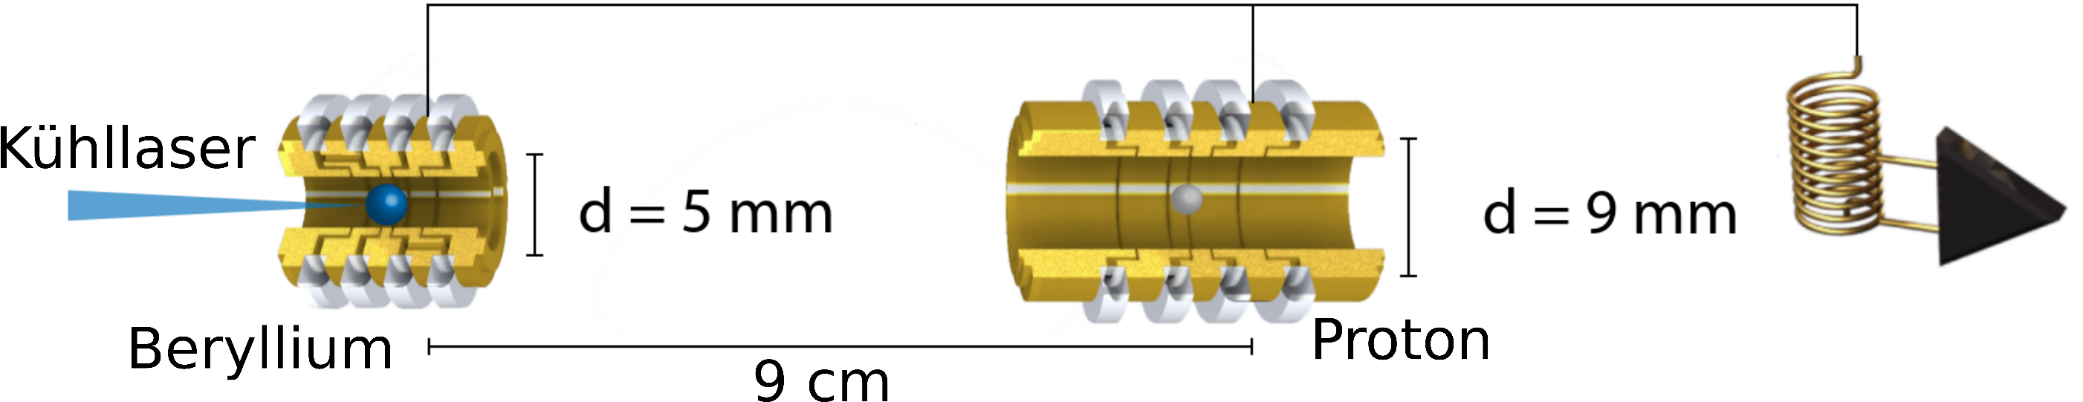 Kühllaser
d = 5 mm
d = 9 mm
Beryllium
Proton
9 cm